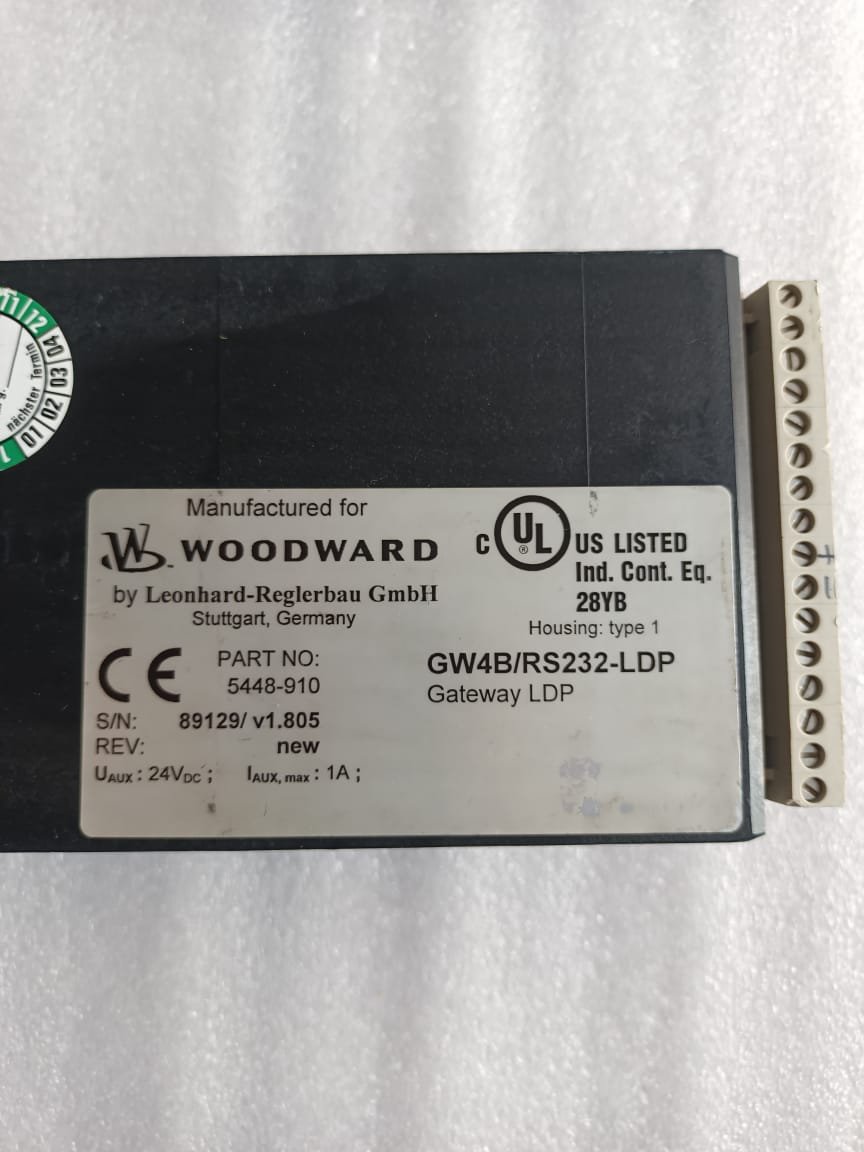 11/12
nächster Termin
01 02 03 04
Manufactured for
WOODWARD
by Leonhard-Reglerbau GmbH
Stuttgart, Germany
C UL ® US LISTED
Ind. Cont. Eq.
28YB
Housing: type 1
CE
PART NO:
5448-910
GW4B/RS232-LDP
Gateway LDP
S/N: 89129/ v1.805
REV: new
UAUX : 24VDC ; IAUX, max : 1A ;